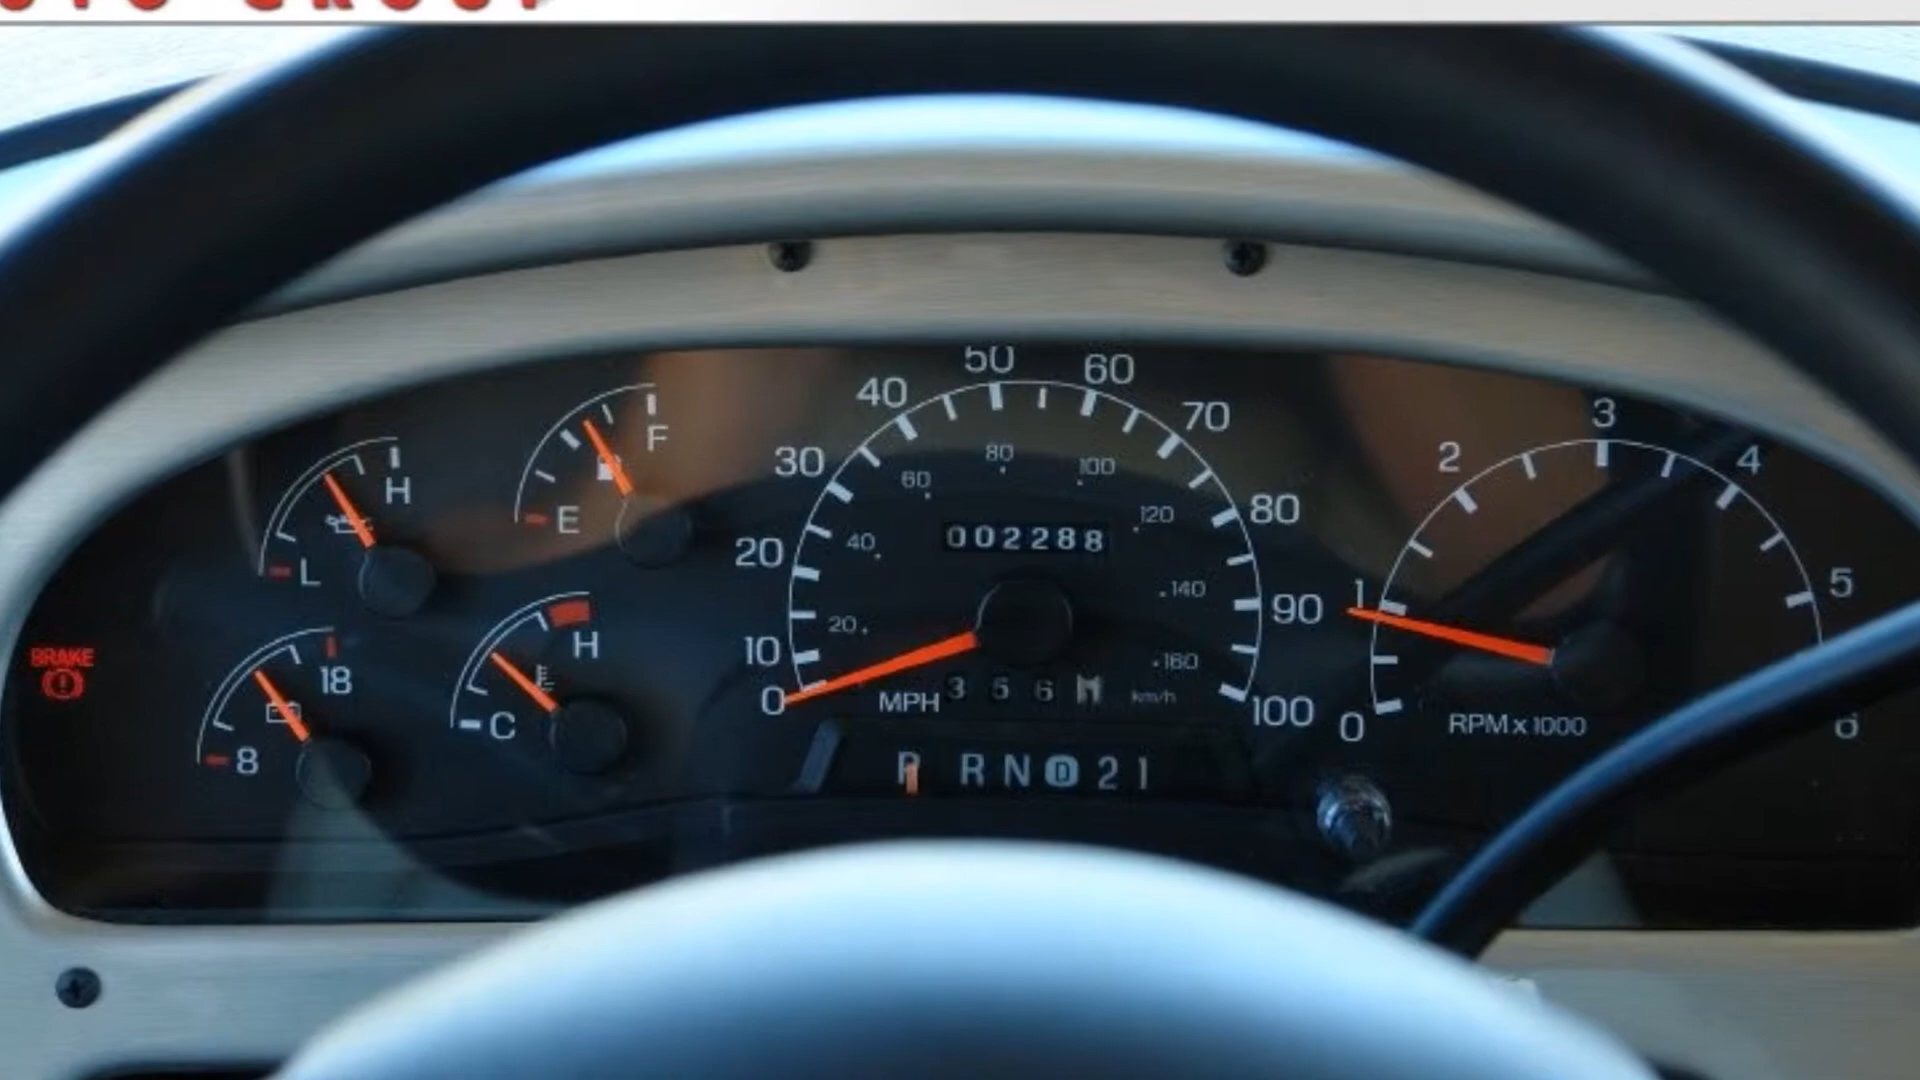 50 60
40 70
30 80
20 90
10 100
0
80
60 100
40 120
20 140
160
002288
MPH 356 km/h
P R N D 2 1
H
L
F
E
18
8
H
C
BRAKE
3
2 4
1 5
0 6
RPM x 1000